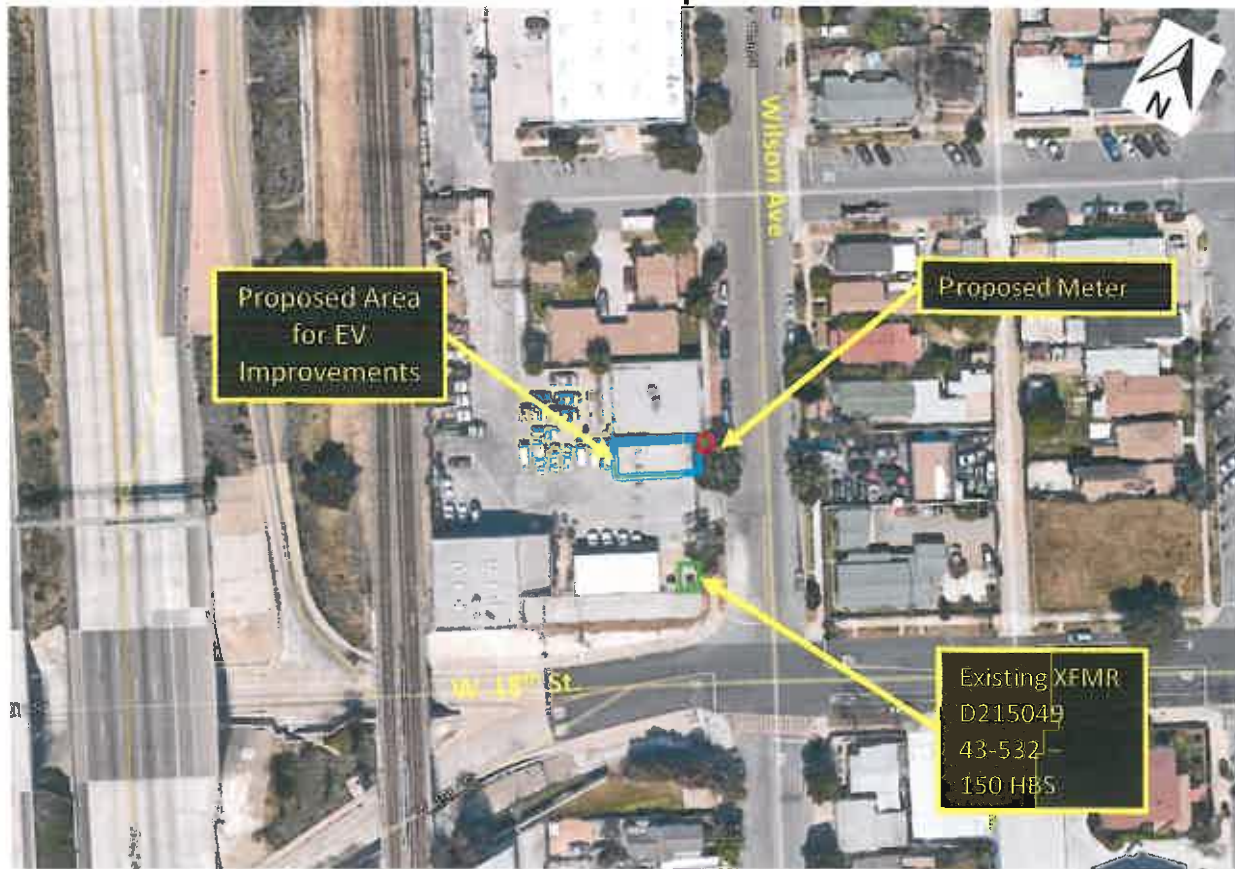 N
Wilson Ave.
Proposed Area
for EV
Improvements
Proposed Meter
W. 18th St.
Existing XFMR
D215049
43-532
150 HBS